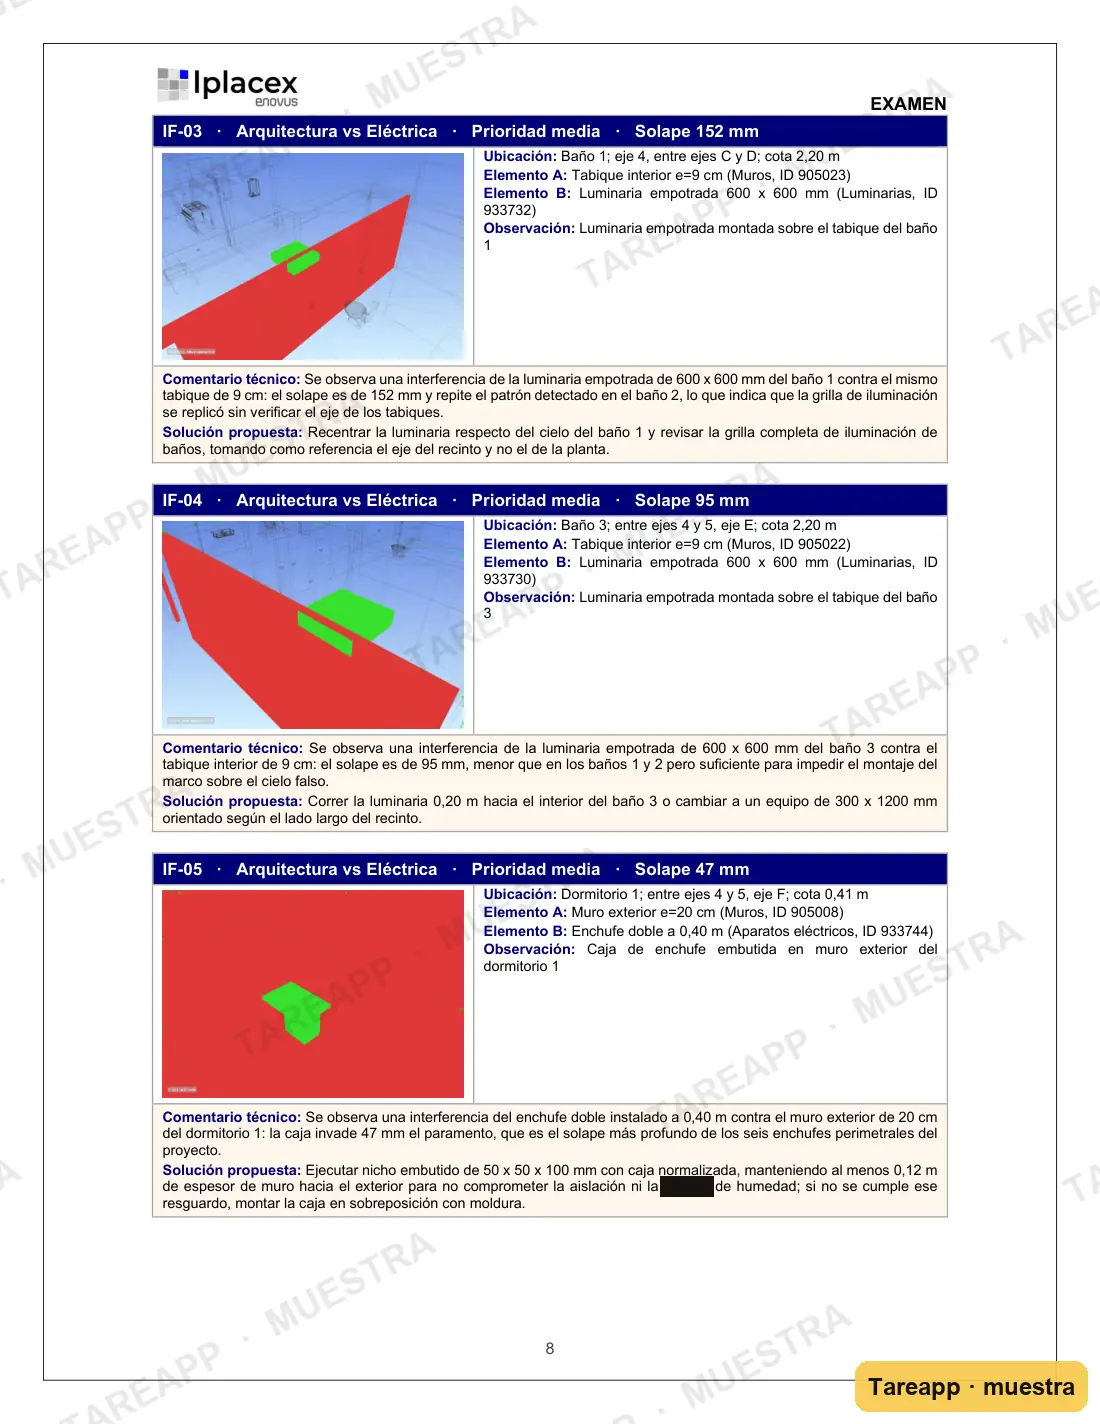 Iplacex
enovus
EXAMEN
IF-03 · Arquitectura vs Eléctrica · Prioridad media · Solape 152 mm
Ubicación: Baño 1; eje 4, entre ejes C y D; cota 2,20 m
Elemento A: Tabique interior e=9 cm (Muros, ID 905023)
Elemento B: Luminaria empotrada 600 x 600 mm (Luminarias, ID
933732)
Observación: Luminaria empotrada montada sobre el tabique del baño
1
Comentario técnico: Se observa una interferencia de la luminaria empotrada de 600 x 600 mm del baño 1 contra el mismo
tabique de 9 cm: el solape es de 152 mm y repite el patrón detectado en el baño 2, lo que indica que la grilla de iluminación
se replicó sin verificar el eje de los tabiques.
Solución propuesta: Recentrar la luminaria respecto del cielo del baño 1 y revisar la grilla completa de iluminación de
baños, tomando como referencia el eje del recinto y no el de la planta.
IF-04 · Arquitectura vs Eléctrica · Prioridad media · Solape 95 mm
Ubicación: Baño 3; entre ejes 4 y 5, eje E; cota 2,20 m
Elemento A: Tabique interior e=9 cm (Muros, ID 905022)
Elemento B: Luminaria empotrada 600 x 600 mm (Luminarias, ID
933730)
Observación: Luminaria empotrada montada sobre el tabique del baño
3
Comentario técnico: Se observa una interferencia de la luminaria empotrada de 600 x 600 mm del baño 3 contra el
tabique interior de 9 cm: el solape es de 95 mm, menor que en los baños 1 y 2 pero suficiente para impedir el montaje del
marco sobre el cielo falso.
Solución propuesta: Correr la luminaria 0,20 m hacia el interior del baño 3 o cambiar a un equipo de 300 x 1200 mm
orientado según el lado largo del recinto.
IF-05 · Arquitectura vs Eléctrica · Prioridad media · Solape 47 mm
Ubicación: Dormitorio 1; entre ejes 4 y 5, eje F; cota 0,41 m
Elemento A: Muro exterior e=20 cm (Muros, ID 905008)
Elemento B: Enchufe doble a 0,40 m (Aparatos eléctricos, ID 933744)
Observación: Caja de enchufe embutida en muro exterior del
dormitorio 1
Comentario técnico: Se observa una interferencia del enchufe doble instalado a 0,40 m contra el muro exterior de 20 cm
del dormitorio 1: la caja invade 47 mm el paramento, que es el solape más profundo de los seis enchufes perimetrales del
proyecto.
Solución propuesta: Ejecutar nicho embutido de 50 x 50 x 100 mm con caja normalizada, manteniendo al menos 0,12 m
de espesor de muro hacia el exterior para no comprometer la aislación ni la de humedad; si no se cumple ese
resguardo, montar la caja en sobreposición con moldura.
8
TAREAPP · MUESTRA
Tareapp · muestra